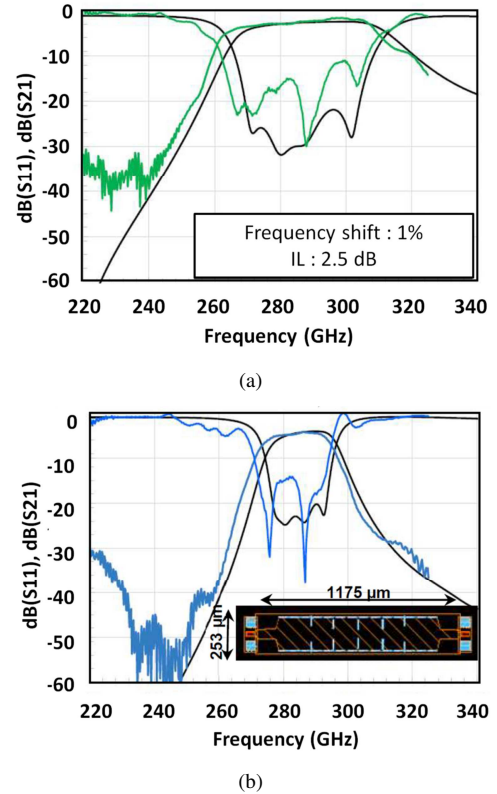 0
-10
-20
-30
-40
-50
-60
dB(S11), dB(S21)
Frequency shift : 1%
IL : 2.5 dB
220 240 260 280 300 320 340
Frequency (GHz)
(a)
0
-10
-20
-30
-40
-50
-60
dB(S11), dB(S21)
1175 µm
253 µm
220 240 260 280 300 320 340
Frequency (GHz)
(b)